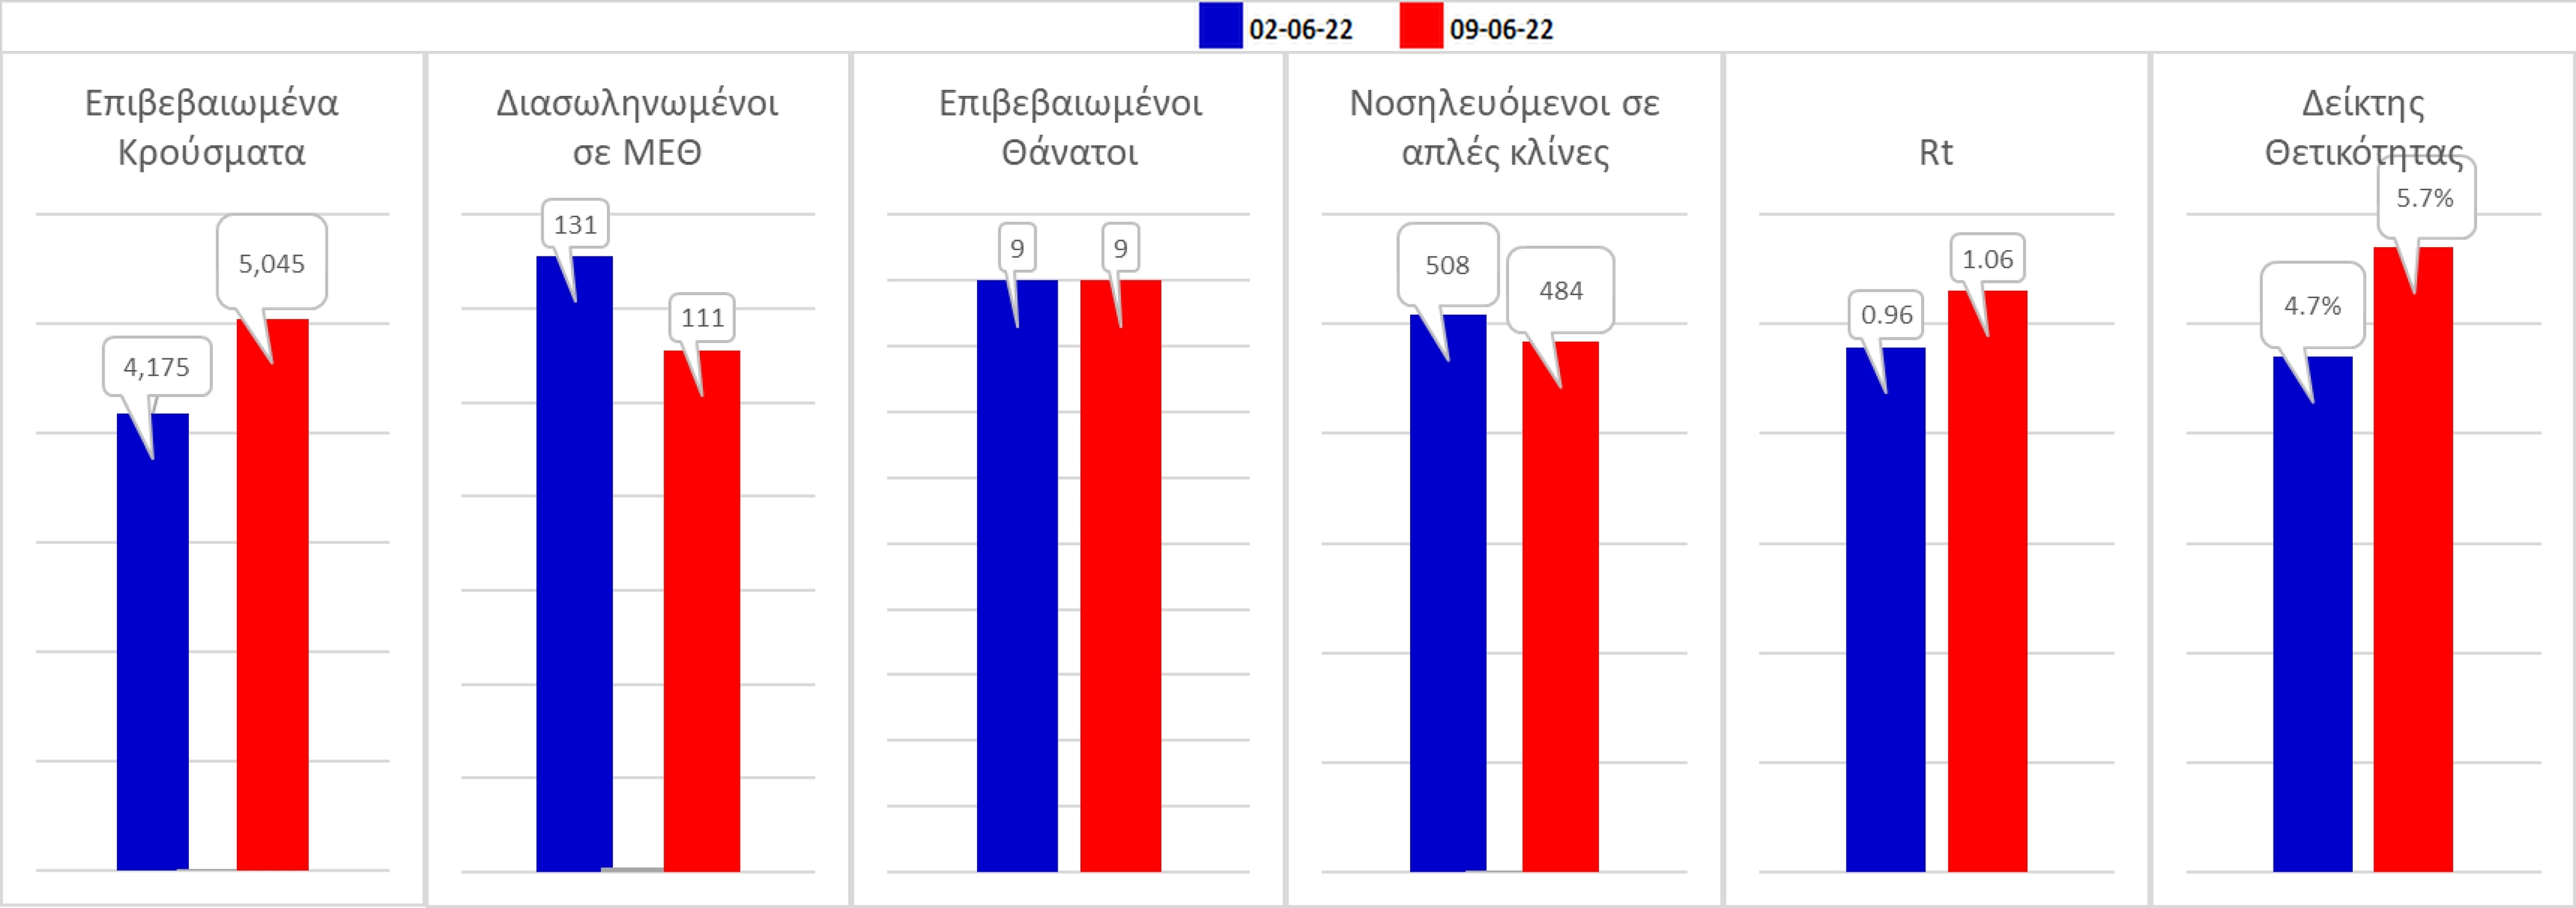 02-06-22 09-06-22
Επιβεβαιωμένα
Κρούσματα
4,175
5,045
Διασωληνωμένοι
σε ΜΕΘ
131
111
Επιβεβαιωμένοι
Θάνατοι
9
9
Νοσηλευόμενοι σε
απλές κλίνες
508
484
Rt
0.96
1.06
Δείκτης
Θετικότητας
4.7%
5.7%